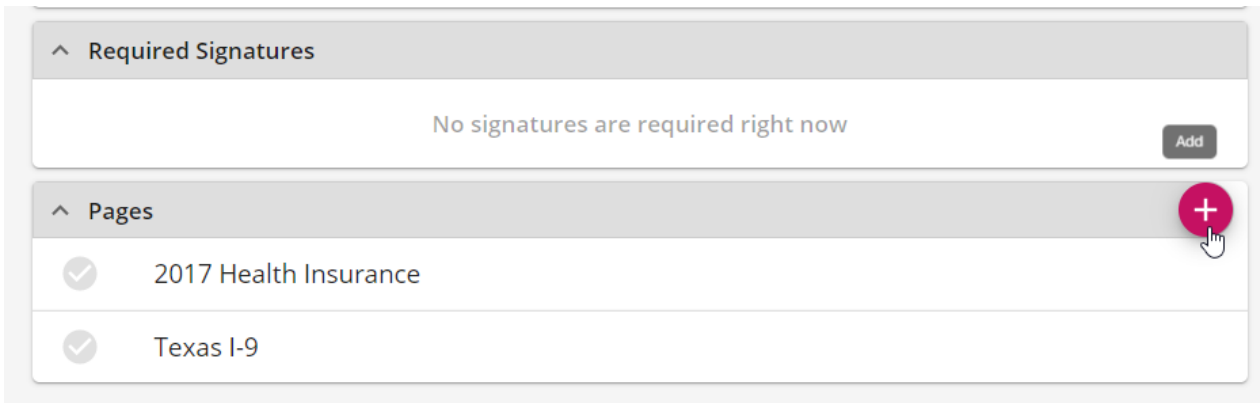 Required Signatures
No signatures are required right now
Add
Pages
2017 Health Insurance
Texas I-9